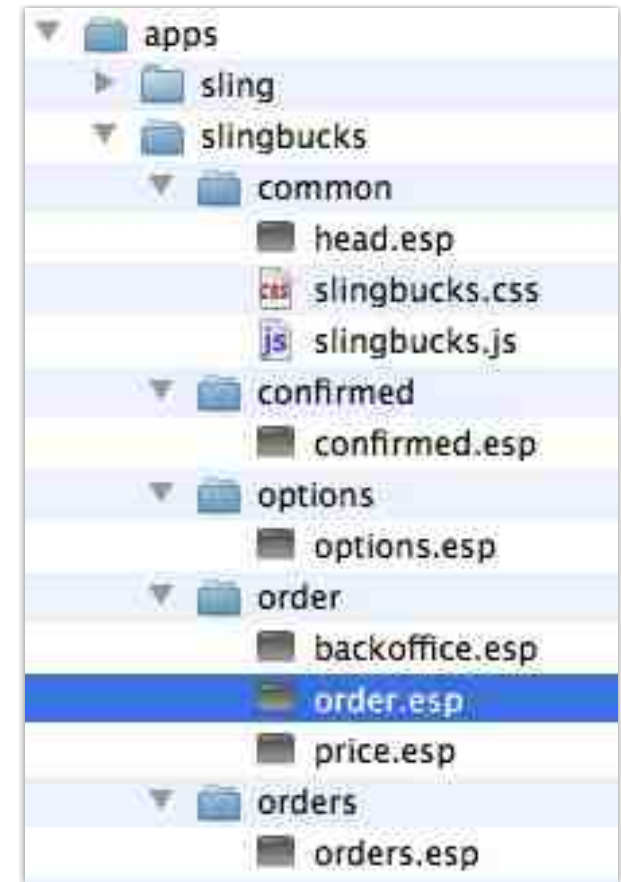 apps
sling
slingbucks
common
head.esp
css slingbucks.css
js slingbucks.js
confirmed
confirmed.esp
options
options.esp
order
backoffice.esp
order.esp
price.esp
orders
orders.esp